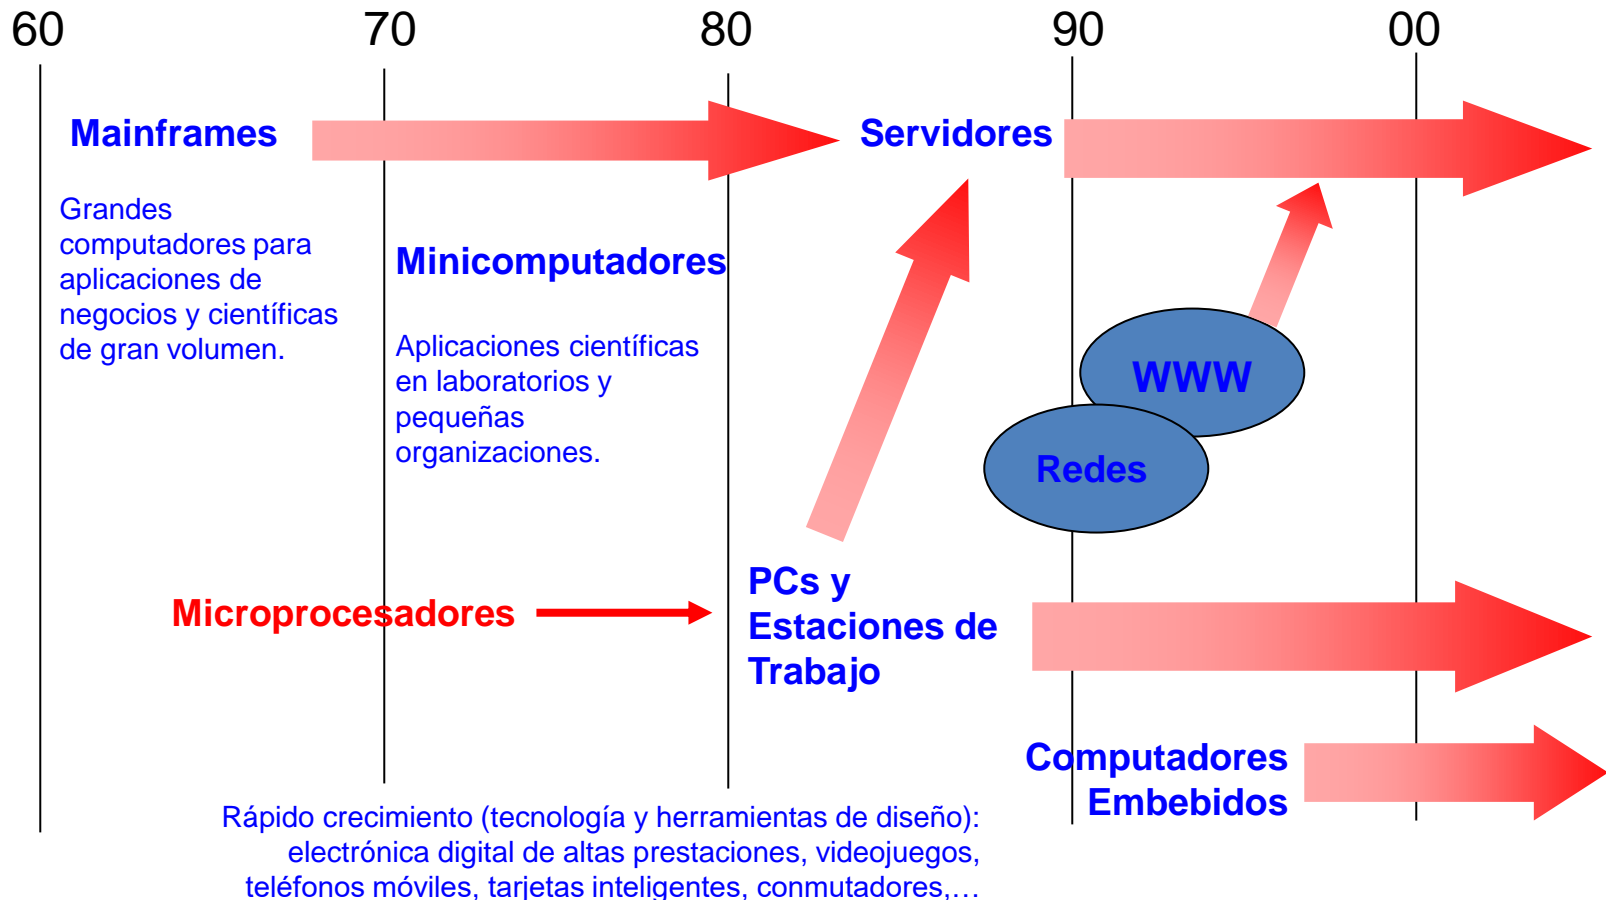 60
70
80
90
00
Mainframes
Servidores
Grandes
computadores para
aplicaciones de
negocios y científicas
de gran volumen.
Minicomputadores
Aplicaciones científicas
en laboratorios y
pequeñas
organizaciones.
WWW
Redes
Microprocesadores
PCs y
Estaciones de
Trabajo
Computadores
Embebidos
Rápido crecimiento (tecnología y herramientas de diseño):
electrónica digital de altas prestaciones, videojuegos,
teléfonos móviles, tarjetas inteligentes, conmutadores,…